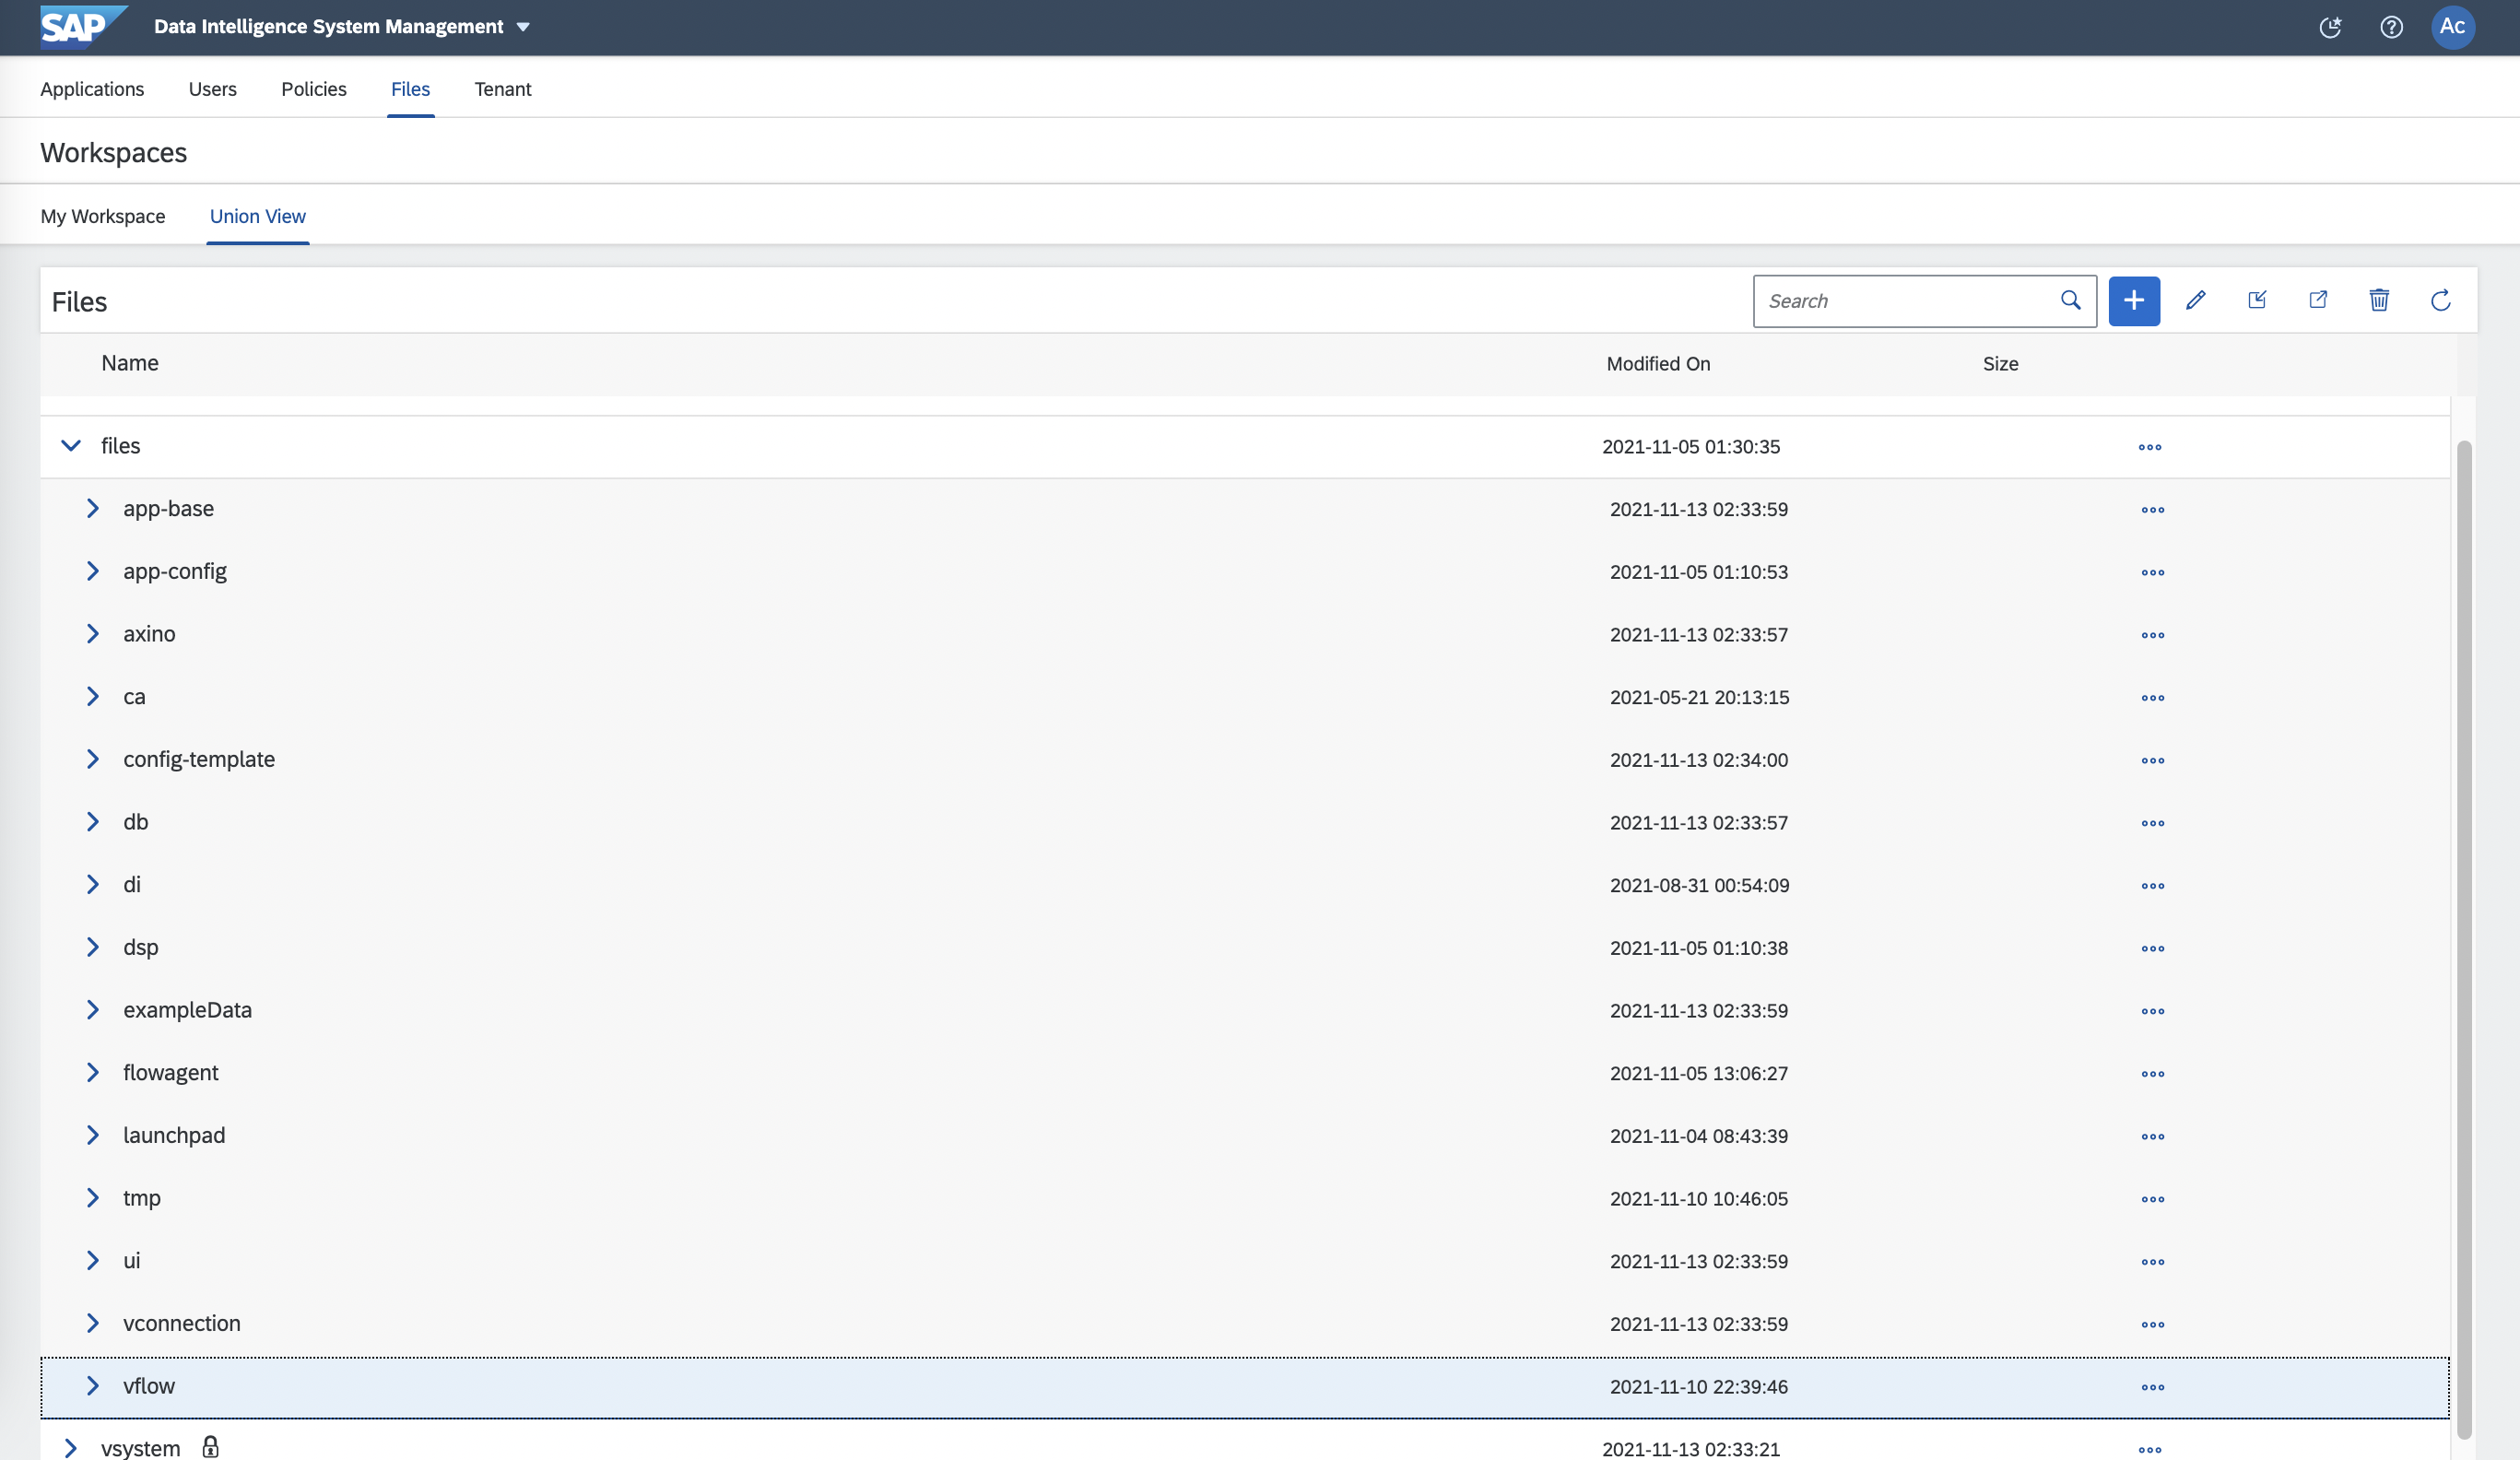 SAP Data Intelligence System Management Ac
Applications Users Policies Files Tenant
Workspaces
My Workspace Union View
Files Search
Name Modified On Size
files 2021-11-05 01:30:35
app-base 2021-11-13 02:33:59
app-config 2021-11-05 01:10:53
axino 2021-11-13 02:33:57
ca 2021-05-21 20:13:15
config-template 2021-11-13 02:34:00
db 2021-11-13 02:33:57
di 2021-08-31 00:54:09
dsp 2021-11-05 01:10:38
exampleData 2021-11-13 02:33:59
flowagent 2021-11-05 13:06:27
launchpad 2021-11-04 08:43:39
tmp 2021-11-10 10:46:05
ui 2021-11-13 02:33:59
vconnection 2021-11-13 02:33:59
vflow 2021-11-10 22:39:46
vsystem 2021-11-13 02:33:21